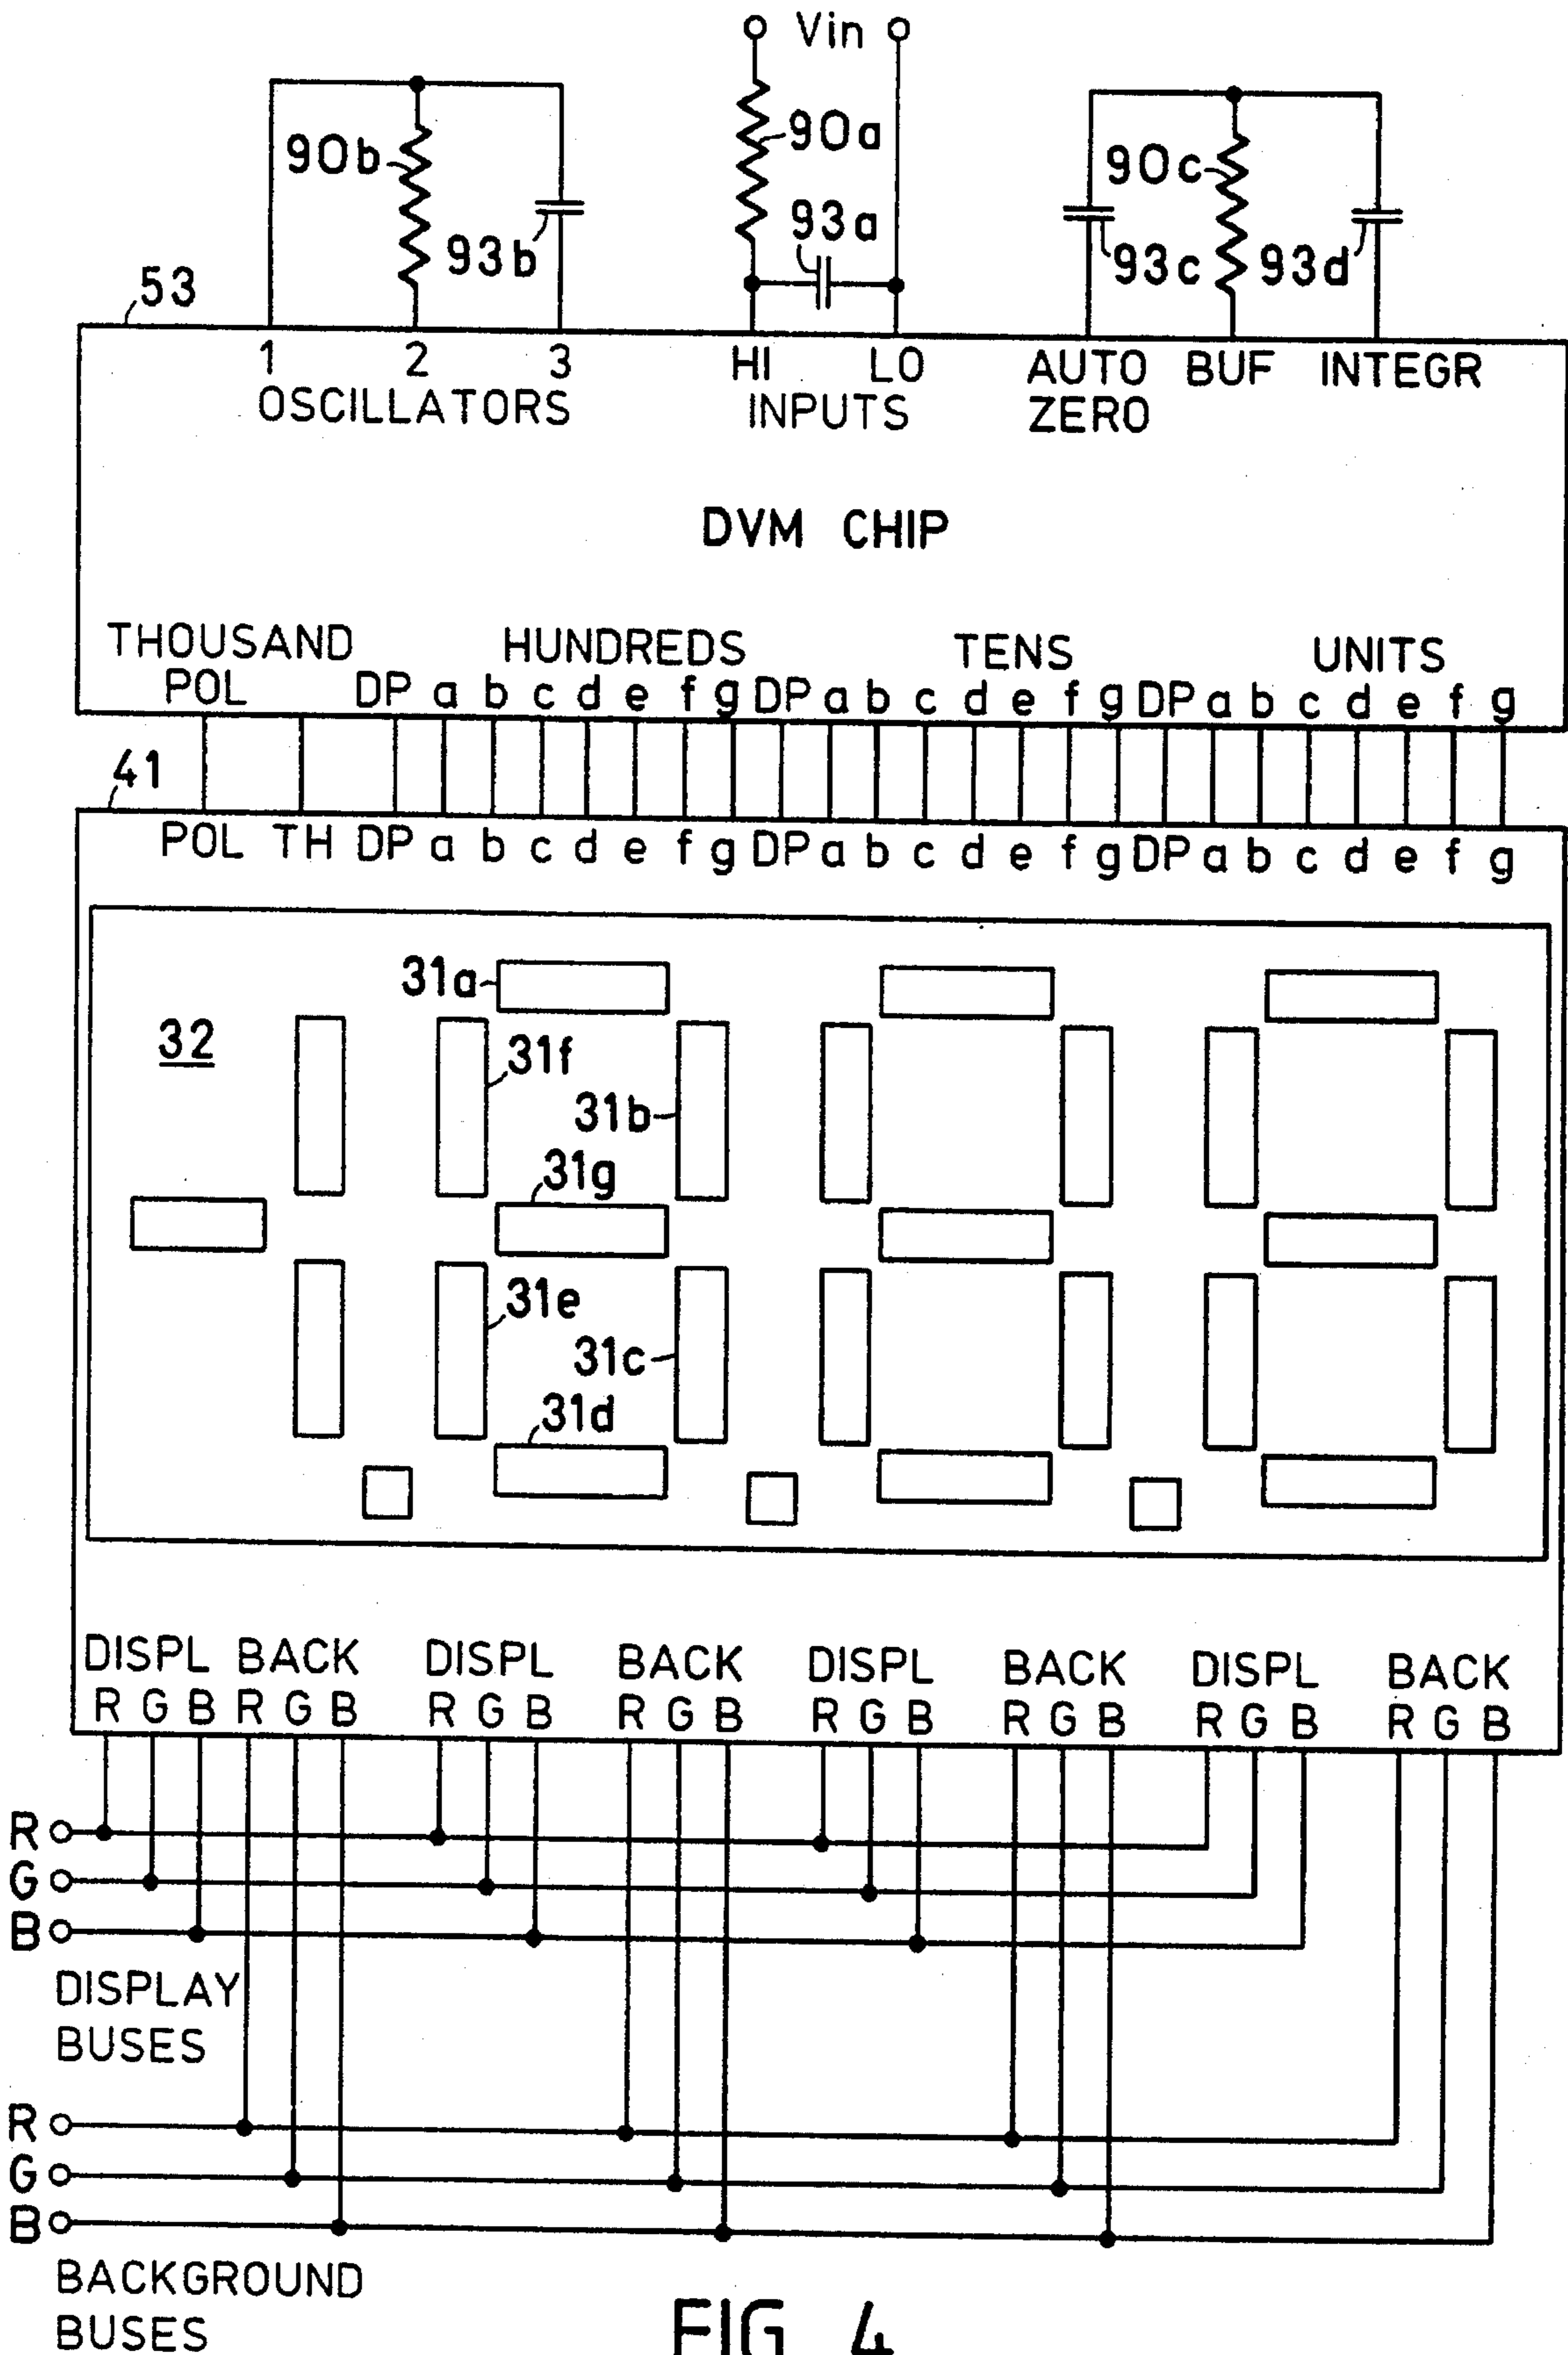 Vin
90b 90a 90c
93b 93a 93c 93d
53
1 2 3 HI LO AUTO BUF INTEGR
OSCILLATORS INPUTS ZERO
DVM CHIP
THOUSAND HUNDREDS TENS UNITS
POL DP a b c d e f g DP a b c d e f g DP a b c d e f g
41
POL TH DP a b c d e f g DP a b c d e f g DP a b c d e f g
31a
32 31f
31b
31g
31e
31c
31d
DISPL BACK DISPL BACK DISPL BACK DISPL BACK
R G B R G B R G B R G B R G B R G B R G B R G B
R
G
B
DISPLAY
BUSES
R
G
B
BACKGROUND
BUSES
FIG. 4